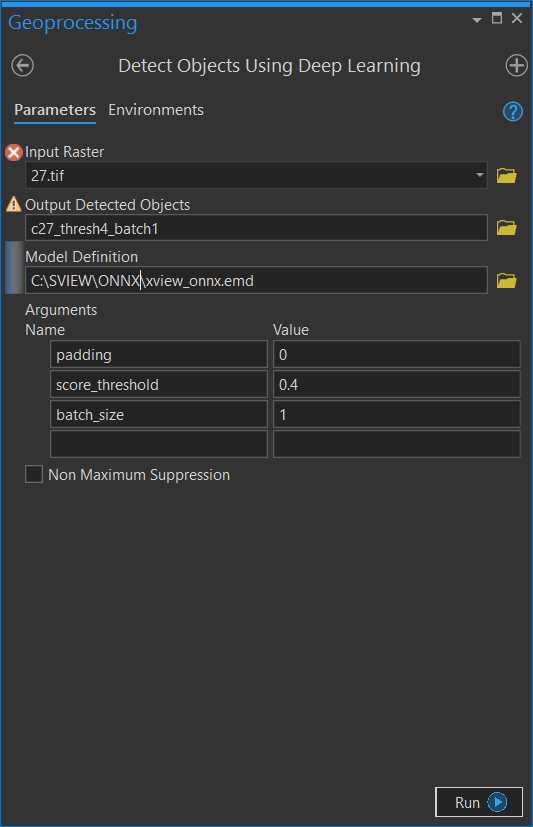 Geoprocessing
Detect Objects Using Deep Learning
Parameters Environments
Input Raster
27.tif
Output Detected Objects
c27_thresh4_batch1
Model Definition
C:\SVIEW\ONNX\xview_onnx.emd
Arguments
Name Value
padding 0
score_threshold 0.4
batch_size 1
Non Maximum Suppression
Run